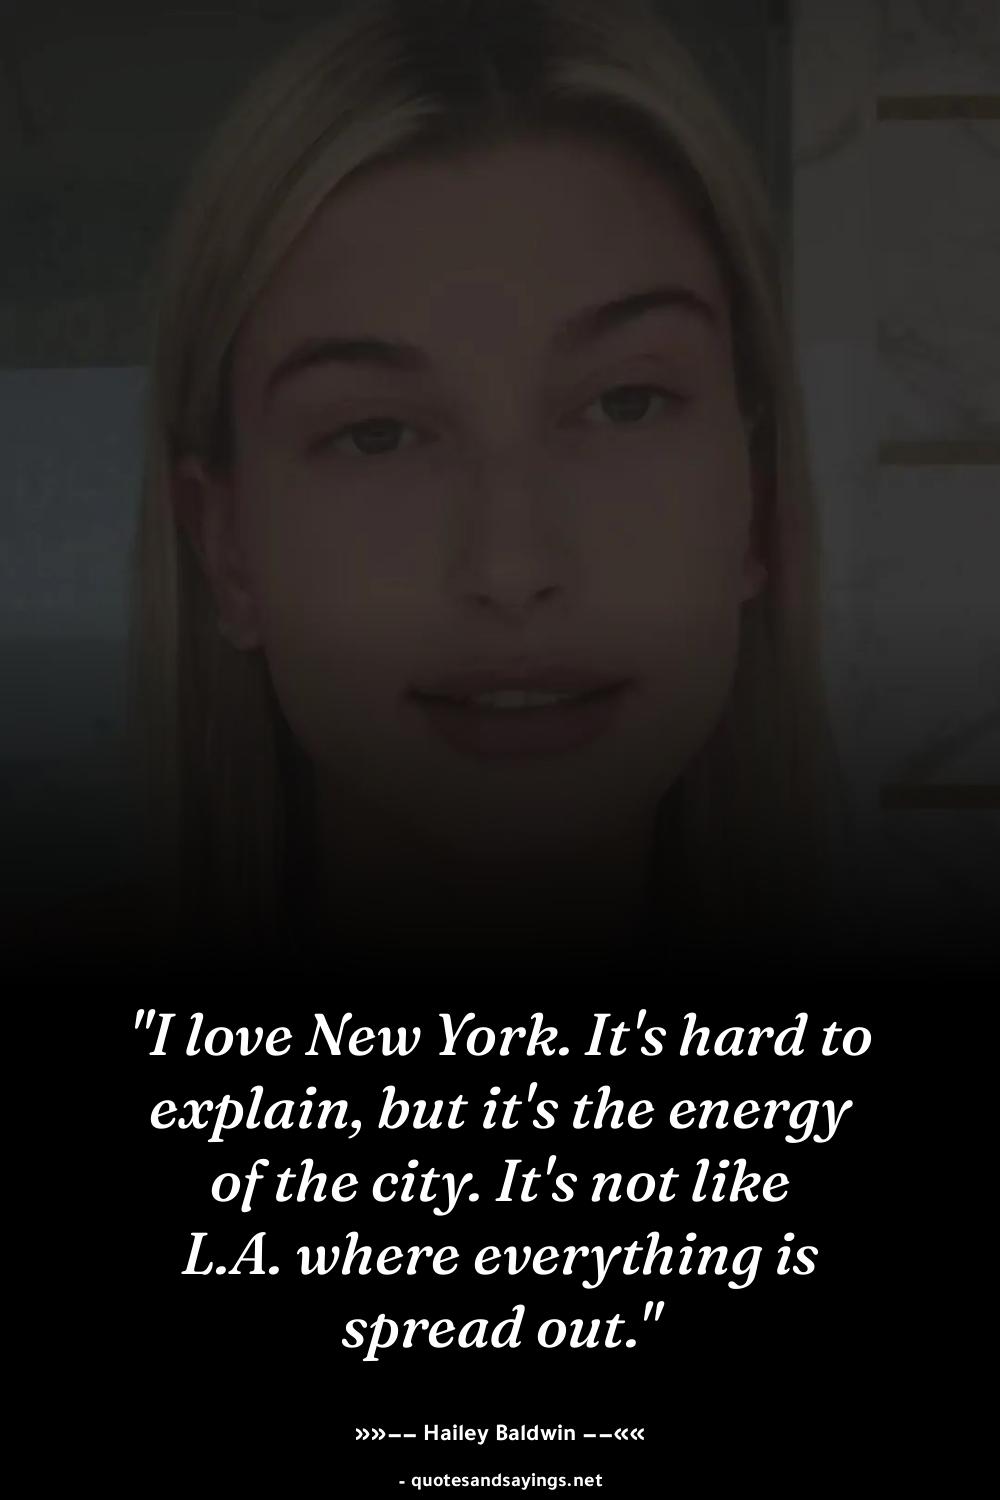 "I love New York. It's hard to
explain, but it's the energy
of the city. It's not like
L.A. where everything is
spread out."
»»−− Hailey Baldwin −−««
- quotesandsayings.net